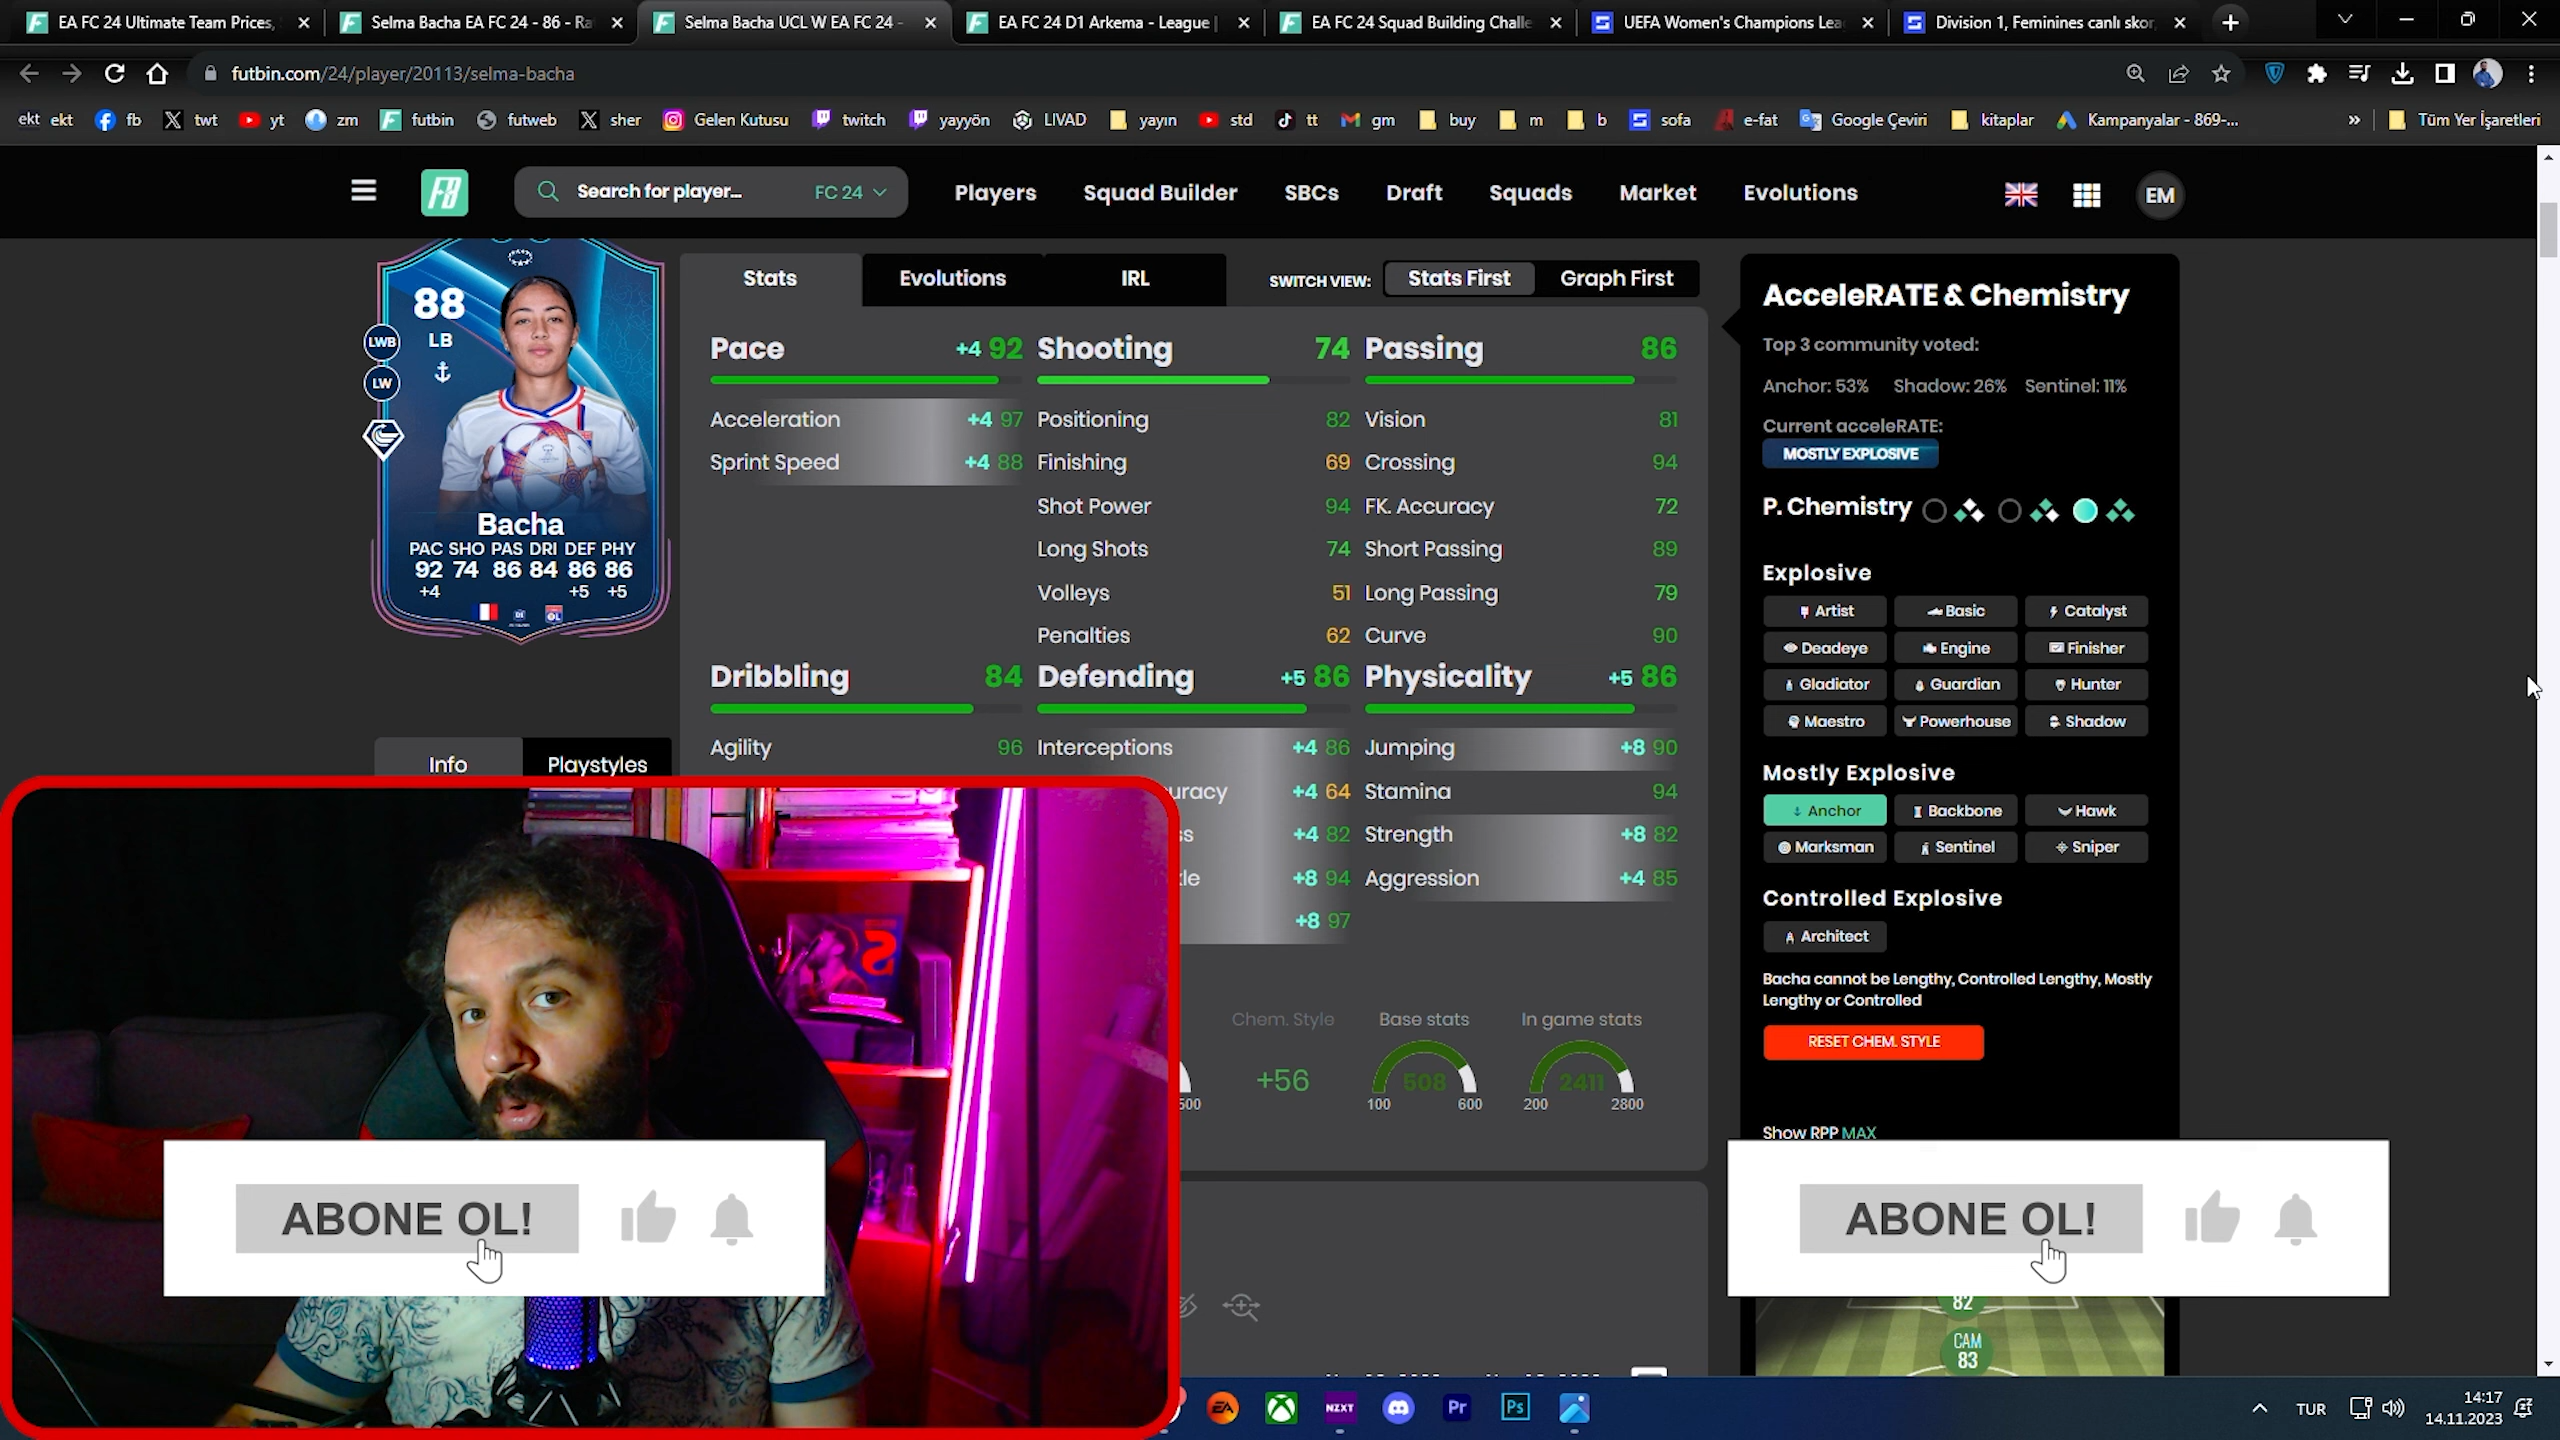 EA FC 24 Ultimate Team Prices,
Selma Bacha EA FC 24 - 86 - Ra
Selma Bacha UCL W EA FC 24 -
EA FC 24 D1 Arkema - League |
EA FC 24 Squad Building Challe
UEFA Women's Champions Lea
Division 1, Feminines canlı skor,
futbin.com/24/player/20113/selma-bacha
ekt ekt fb twt yt zm futbin futweb sher Gelen Kutusu twitch yayyön LIVAD yayın std tt gm buy m b sofa e-fat Google Çeviri kitaplar Kampanyalar - 869-... » Tüm Yer İşaretleri
Search for player... FC 24
Players Squad Builder SBCs Draft Squads Market Evolutions
EM
88
LB
LWB
LW
Bacha
PAC SHO PAS DRI DEF PHY
92 74 86 84 86 86
+4 +5 +5
OL
Info Playstyles
Stats Evolutions IRL
SWITCH VIEW: Stats First Graph First
Pace +4 92
Acceleration +4 97
Sprint Speed +4 88
Shooting 74
Positioning 82
Finishing 69
Shot Power 94
Long Shots 74
Volleys 51
Penalties 62
Passing 86
Vision 81
Crossing 94
FK. Accuracy 72
Short Passing 89
Long Passing 79
Curve 90
Dribbling 84
Agility 96
Defending +5 86
Interceptions +4 86
uracy +4 64
s +4 82
le +8 94
+8 97
Physicality +5 86
Jumping +8 90
Stamina 94
Strength +8 82
Aggression +4 85
Chem. Style
+56
Base stats
508
100 600
In game stats
2411
200 2800
500
AcceleRATE & Chemistry
Top 3 community voted:
Anchor: 53% Shadow: 26% Sentinel: 11%
Current acceleRATE:
MOSTLY EXPLOSIVE
P. Chemistry
Explosive
Artist Basic Catalyst
Deadeye Engine Finisher
Gladiator Guardian Hunter
Maestro Powerhouse Shadow
Mostly Explosive
Anchor Backbone Hawk
Marksman Sentinel Sniper
Controlled Explosive
Architect
Bacha cannot be Lengthy, Controlled Lengthy, Mostly
Lengthy or Controlled
RESET CHEM. STYLE
Show RPP MAX
82
CAM
83
ABONE OL!
ABONE OL!
EA
NZXT
Pr
Ps
TUR
14:17
14.11.2023